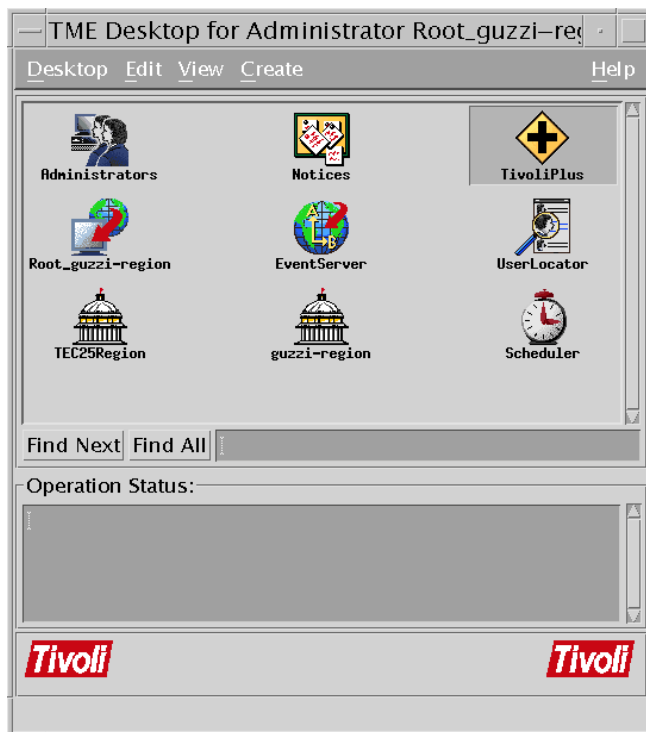 TME Desktop for Administrator Root_guzzi-reg
Desktop Edit View Create Help
Administrators Notices TivoliPlus
Root_guzzi-region EventServer UserLocator
A
B
TEC25Region guzzi-region Scheduler
Find Next Find All
Operation Status:
Tivoli Tivoli